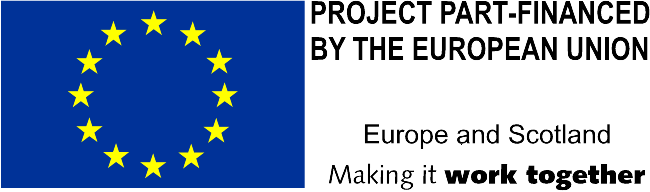 PROJECT PART-FINANCED
BY THE EUROPEAN UNION
Europe and Scotland
Making it work together